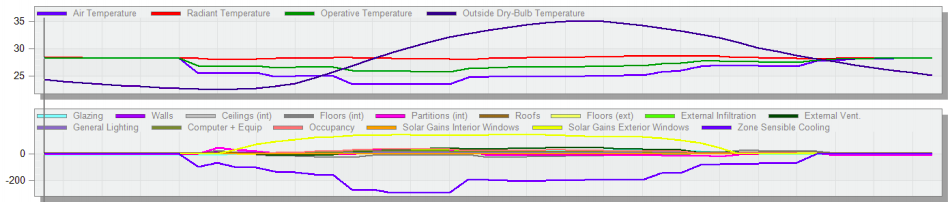 Air Temperature Radiant Temperature Operative Temperature Outside Dry-Bulb Temperature
35
30
25
Glazing Walls Ceilings (int) Floors (int) Partitions (int) Roofs Floors (ext) External Infiltration External Vent.
General Lighting Computer + Equip Occupancy Solar Gains Interior Windows Solar Gains Exterior Windows Zone Sensible Cooling
0
-200